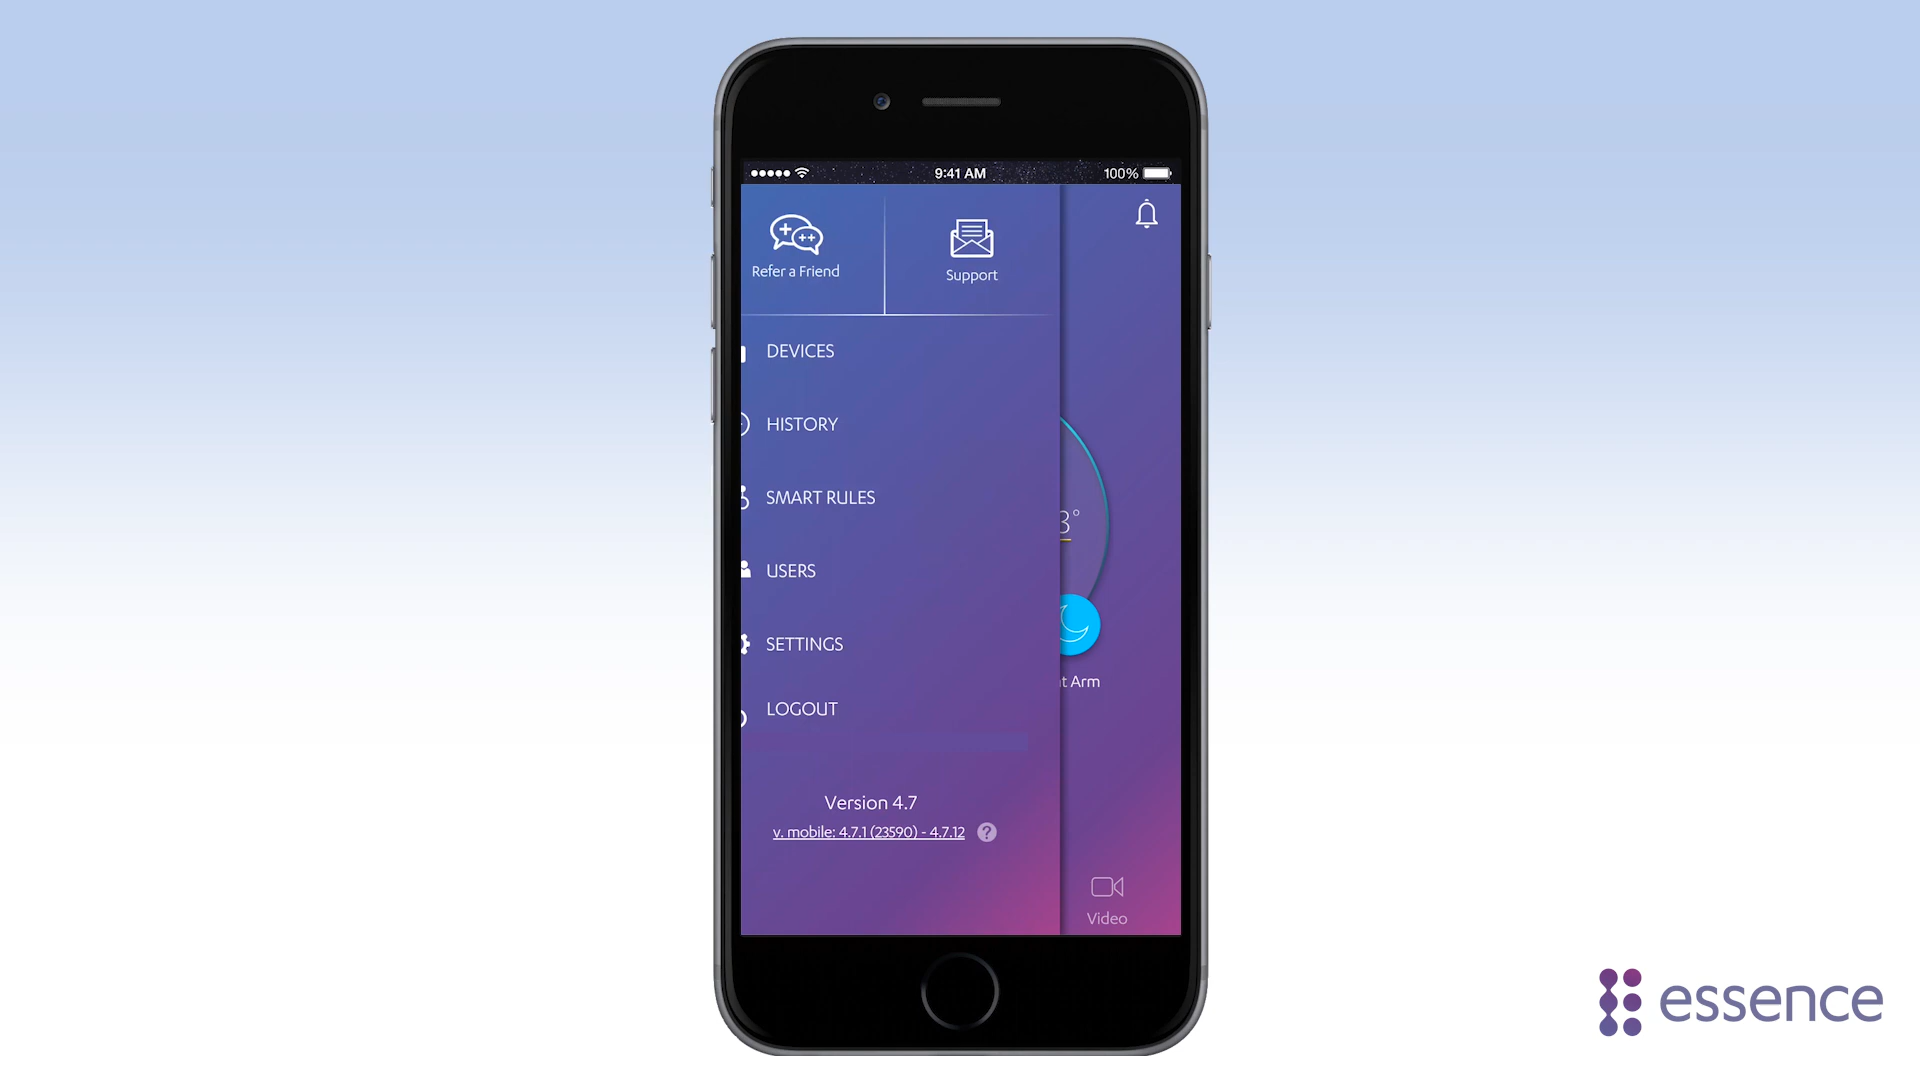 9:41 AM 100%
Refer a Friend
Support
DEVICES
HISTORY
SMART RULES
3°
USERS
SETTINGS
t Arm
LOGOUT
Version 4.7
v. mobile: 4.7.1 (23590) - 4.7.12 ?
Video
essence